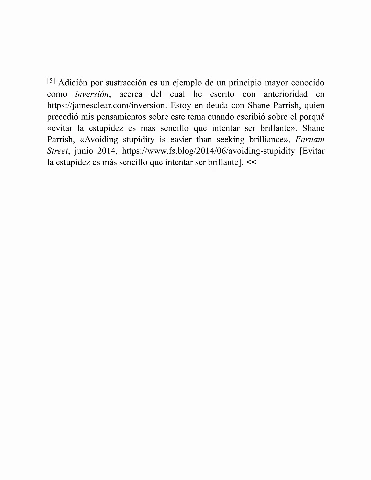 [5] Adición por sustracción es un ejemplo de un principio mayor conocido
como inversión, acerca del cual he escrito con anterioridad en
https://jamesclear.com/inversion. Estoy en deuda con Shane Parrish, quien
precedió mis pensamientos sobre este tema cuando escribió sobre el porqué
«evitar la estupidez es más sencillo que intentar ser brillante». Shane
Parrish, «Avoiding stupidity is easier than seeking brilliance», Farnam
Street, junio 2014, https://www.fs.blog/2014/06/avoiding-stupidity [Evitar
la estupidez es más sencillo que intentar ser brillante]. <<